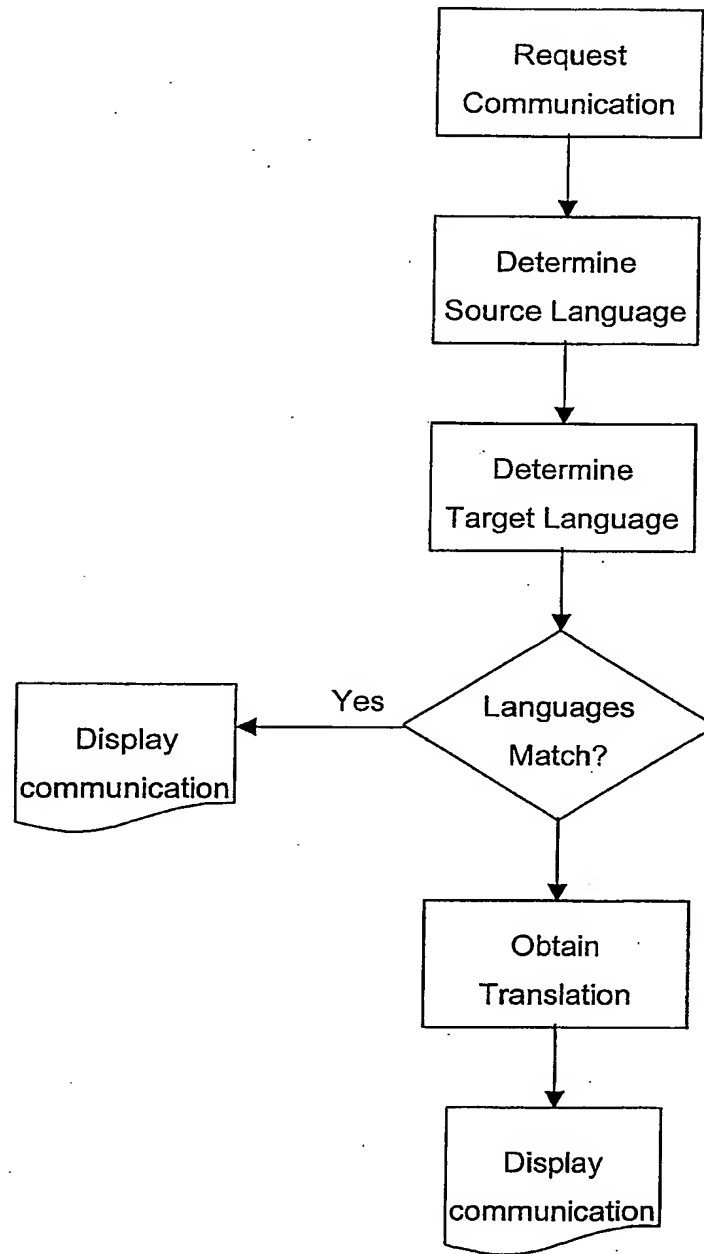 Request
Communication
Determine
Source Language
Determine
Target Language
Yes
Languages
Match?
Display
communication
Obtain
Translation
Display
communication